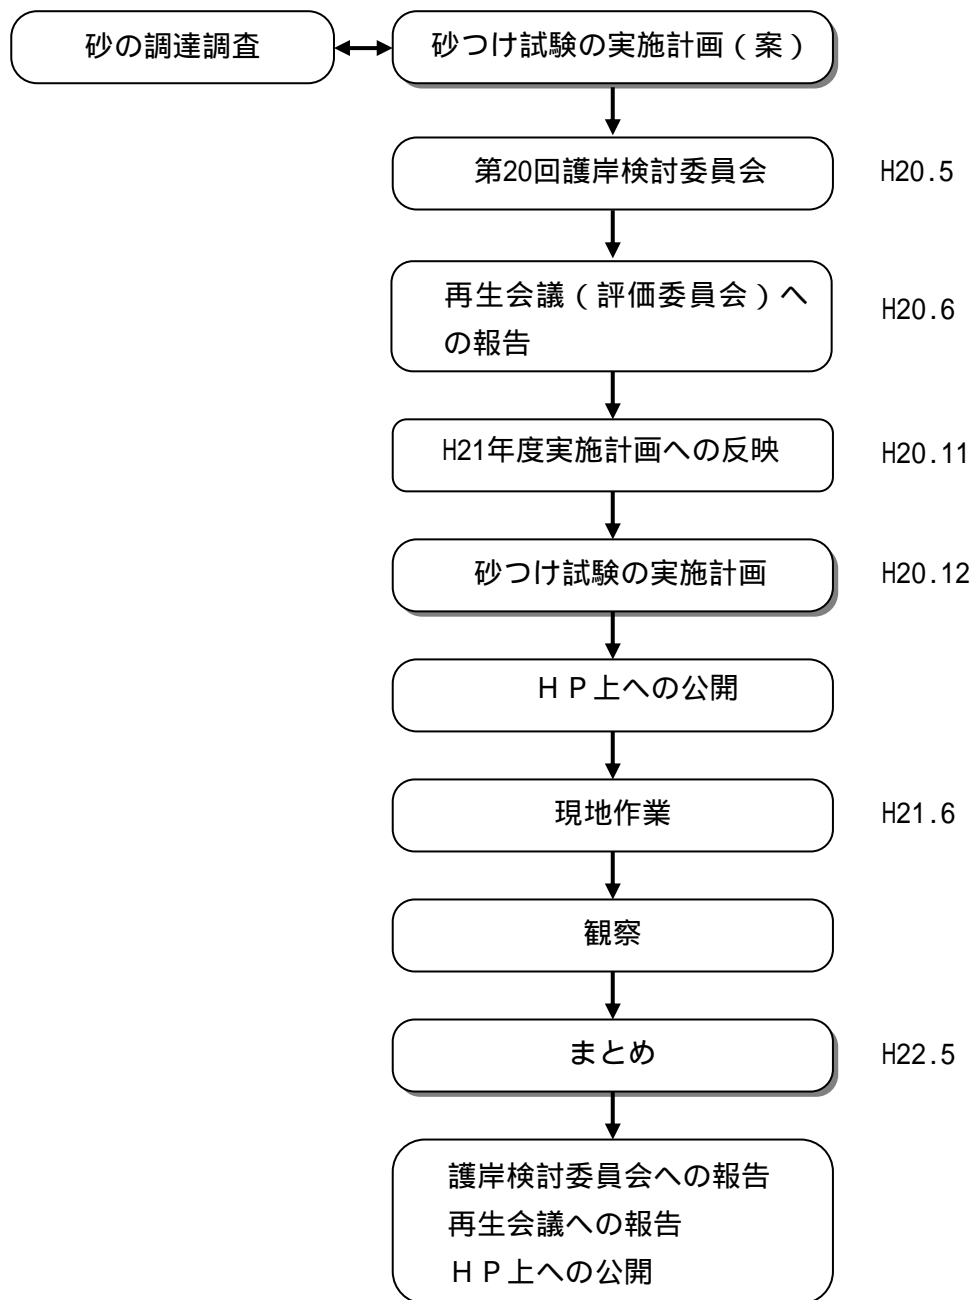 砂の調達調査
砂つけ試験の実施計画（案）
第20回護岸検討委員会
H20.5
再生会議（評価委員会）へ
の報告
H20.6
H21年度実施計画への反映
H20.11
砂つけ試験の実施計画
H20.12
ＨＰ上への公開
現地作業
H21.6
観察
まとめ
H22.5
護岸検討委員会への報告
再生会議への報告
ＨＰ上への公開